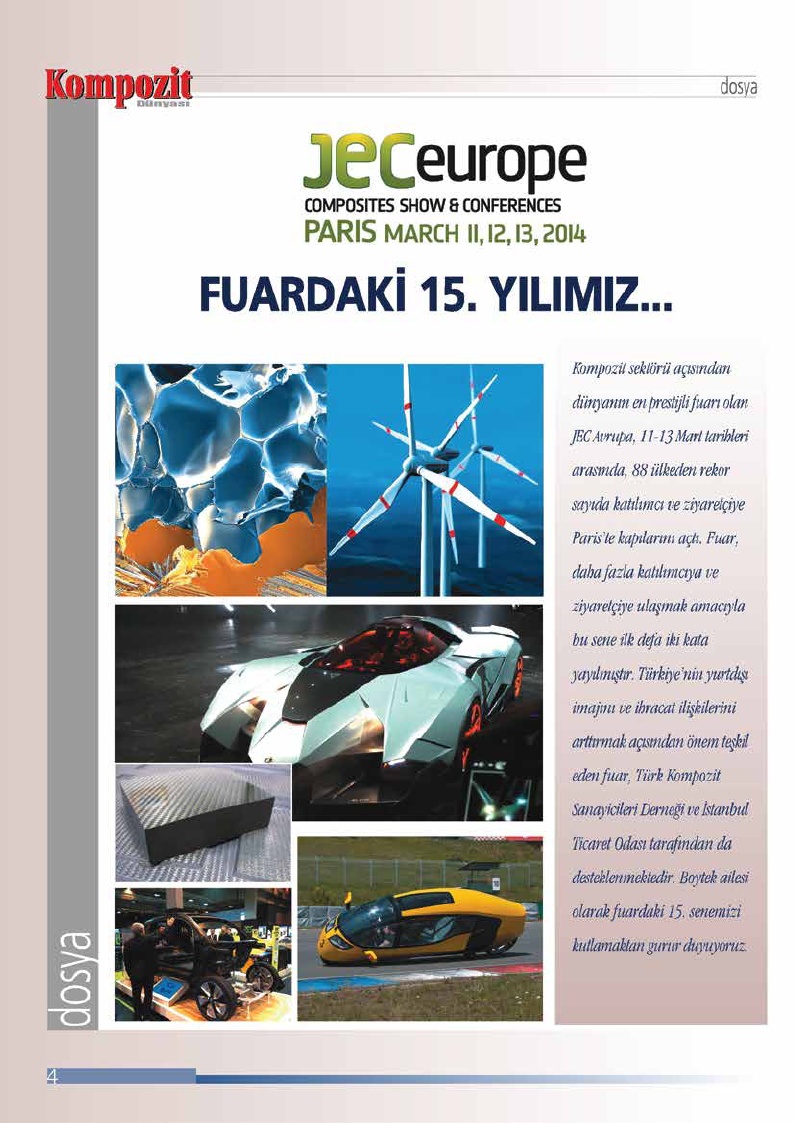 Kompozit
Dünyası
dosya
JEC europe
COMPOSITES SHOW & CONFERENCES
PARIS MARCH 11, 12, 13, 2014
FUARDAKİ 15. YILIMIZ...
Kompozit sektörü açısından
dünyanın en prestijli fuarı olan
JEC Avrupa, 11-13 Mart tarihleri
arasında, 88 ülkeden rekor
sayıda katılımcı ve ziyaretçiye
Paris'te kapılarını açtı. Fuar,
daha fazla katılımcıya ve
ziyaretçiye ulaşmak amacıyla
bu sene ilk defa iki kata
yayılmıştır. Türkiye'nin yurtdışı
imajını ve ihracat ilişkilerini
arttırmak açısından önem teşkil
eden fuar, Türk Kompozit
Sanayicileri Derneği ve İstanbul
Ticaret Odası tarafından da
desteklenmektedir. Boytek ailesi
olarak fuardaki 15. senemizi
kutlamaktan gurur duyuyoruz.
dosya
4